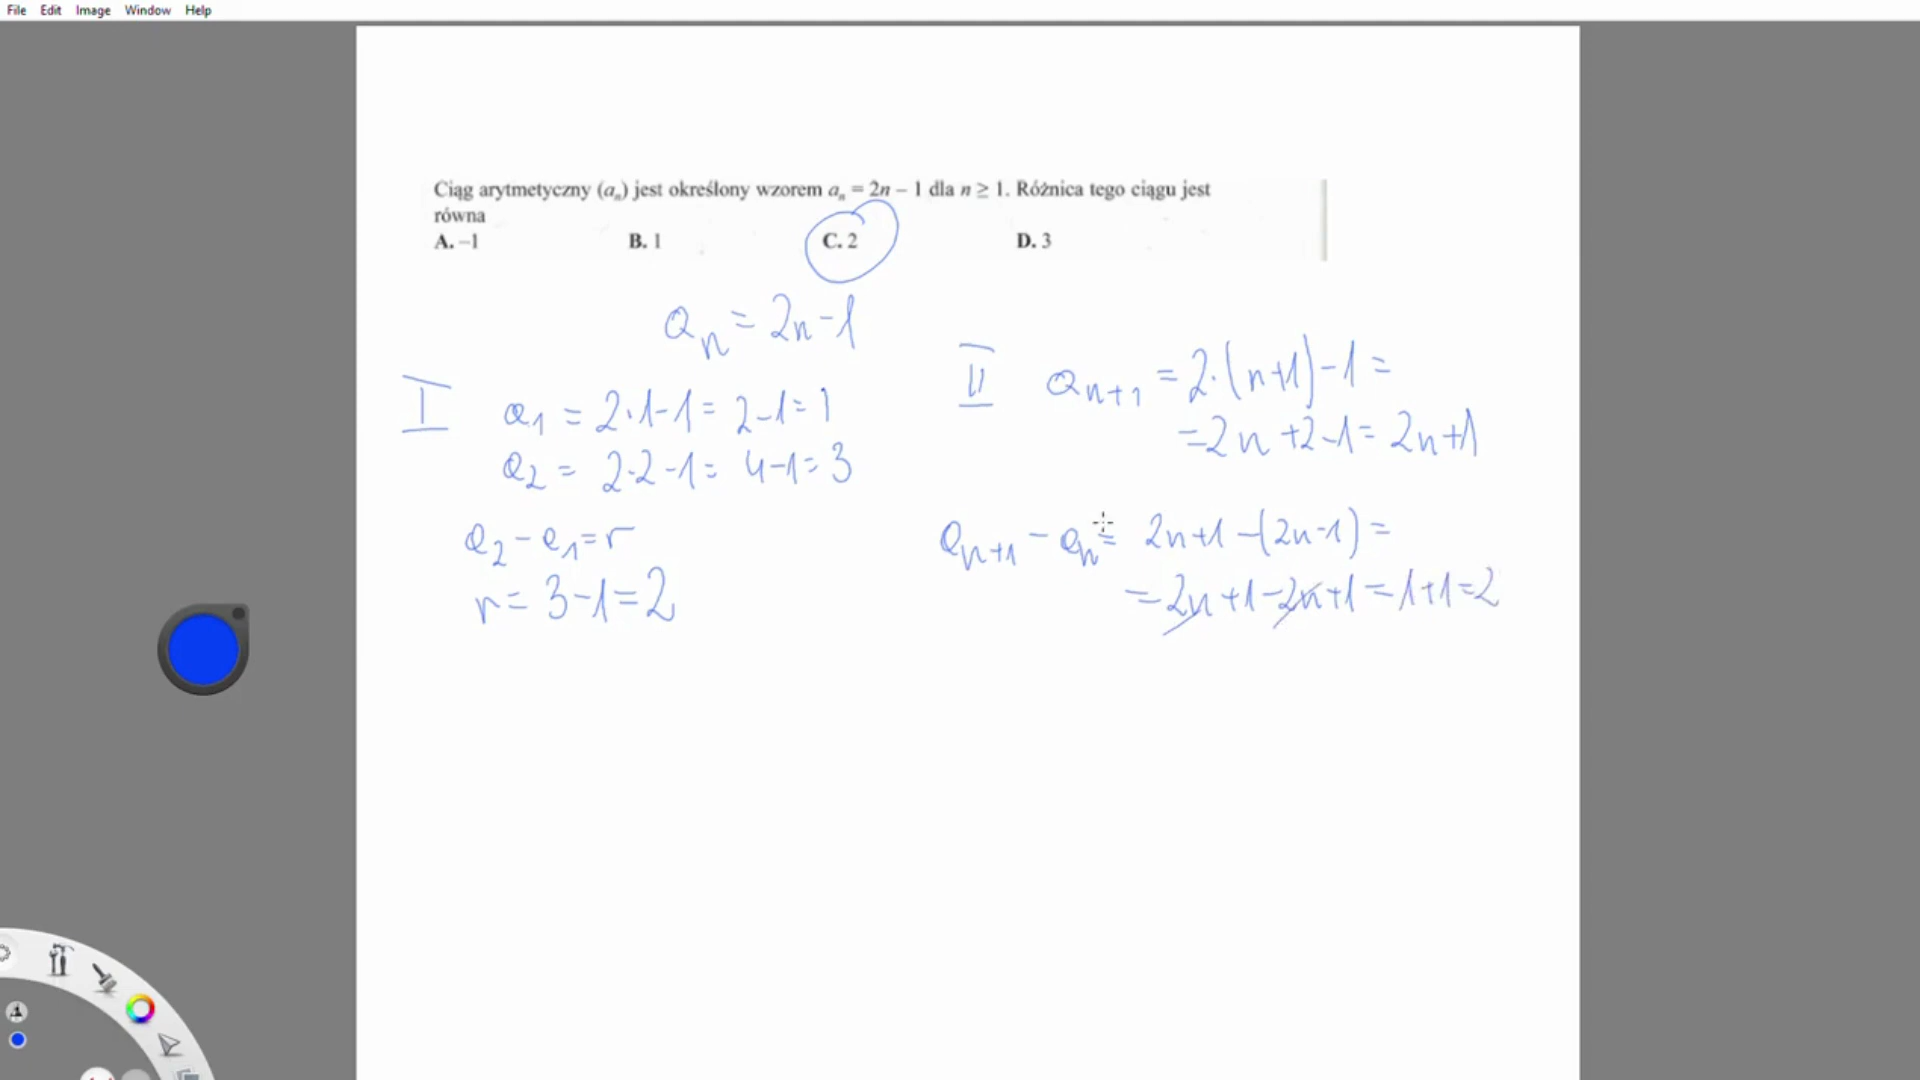 File Edit Image Window Help
Ciąg arytmetyczny (aₙ) jest określony wzorem aₙ = 2n – 1 dla n ≥ 1. Różnica tego ciągu jest
równa
A. –1 B. 1 C. 2 D. 3
aₙ = 2n-1
I
a₁ = 2·1-1 = 2-1=1
a₂ = 2·2-1= 4-1=3
a₂ - a₁ = r
r = 3-1=2
II aₙ₊₁ = 2·(n+1)-1 =
=2n+2-1= 2n+1
aₙ₊₁ - aₙ = 2n+1-(2n-1) =
=2n+1-2n+1=1+1=2